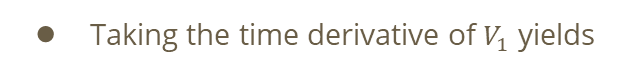 ● Taking the time derivative of V₁ yields